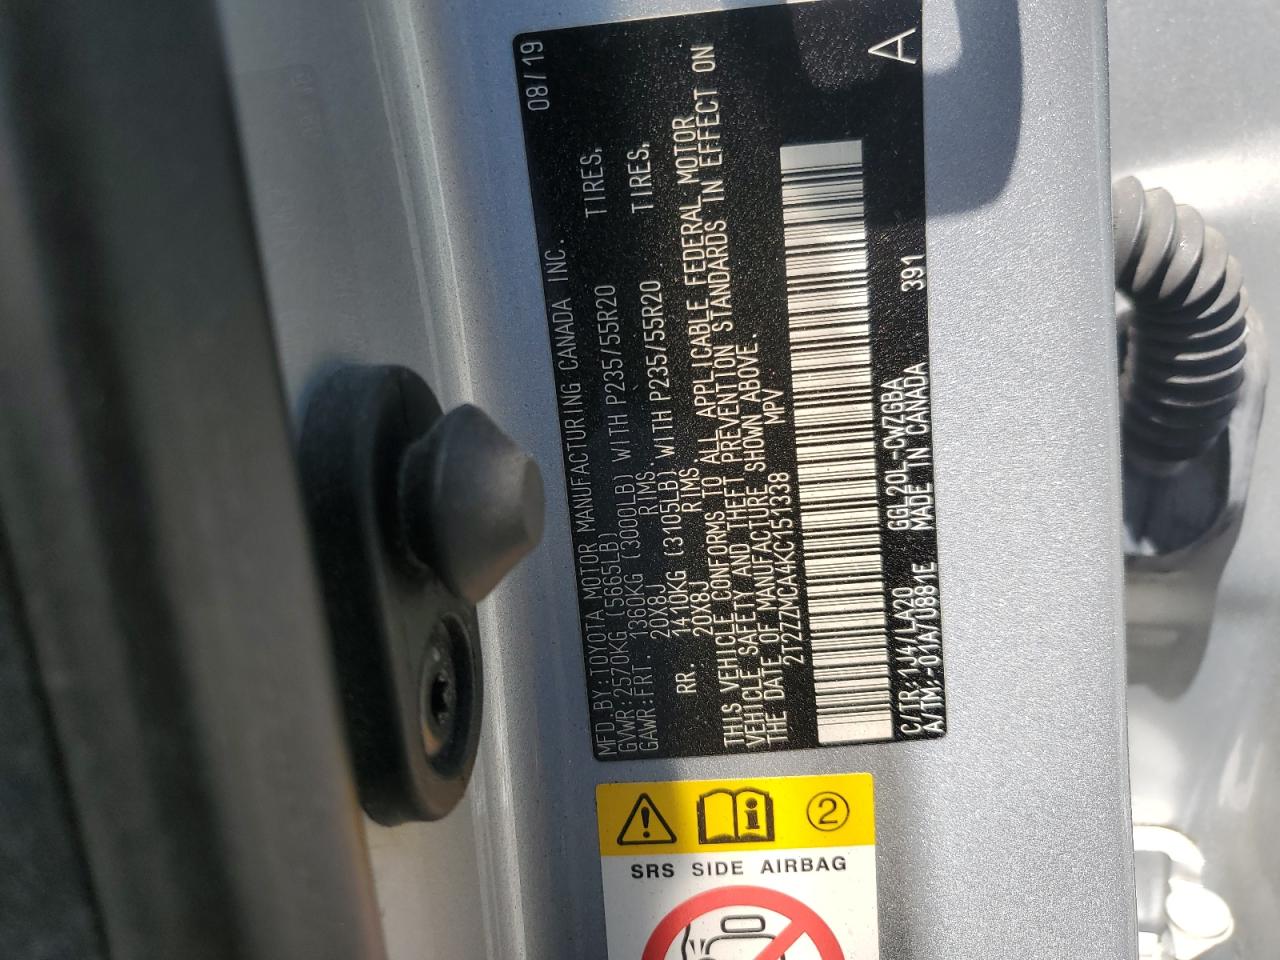 MFD.BY:TOYOTA MOTOR MANUFACTURING CANADA INC. 08/19
GVWR:2570KG(5665LB)
GAWR:FRT. 1360KG (3000LB) WITH P235/55R20 TIRES,
20X8J RIMS.
RR. 1410KG (3105LB) WITH P235/55R20 TIRES,
20X8J RIMS
THIS VEHICLE CONFORMS TO ALL APPLICABLE FEDERAL MOTOR
VEHICLE SAFETY AND THEFT PREVENTION STANDARDS IN EFFECT ON
THE DATE OF MANUFACTURE SHOWN ABOVE.
2T2ZZMCA4KC151338 MPV
C/TR:1J4/LA20 GGL20L-CWZGBA
A/TM:-01A/0881E MADE IN CANADA 391
A
2
SRS SIDE AIRBAG